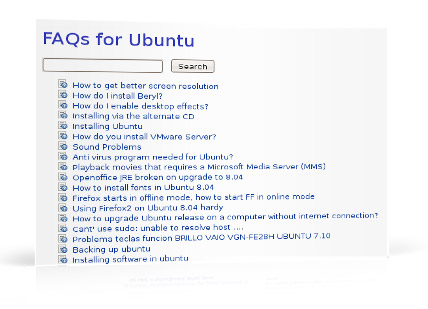 FAQs for Ubuntu
Search
How to get better screen resolution
How do I install Beryl?
How do I enable desktop effects?
Installing via the alternate CD
Installing Ubuntu
How do you install VMware Server?
Sound Problems
Anti virus program needed for Ubuntu?
Playback movies that requires a Microsoft Media Server (MMS)
Openoffice JRE broken on upgrade to 8.04
How to install fonts in Ubuntu 8.04
Firefox starts in offline mode, how to start FF in online mode
Using Firefox2 on Ubuntu 8.04 hardy
How to upgrade Ubuntu release on a computer without internet connection?
Cant' use sudo: unable to resolve host ....
Problema teclas funcion BRILLO VAIO VGN-FE28H UBUNTU 7.10
Backing up ubuntu
Installing software in ubuntu